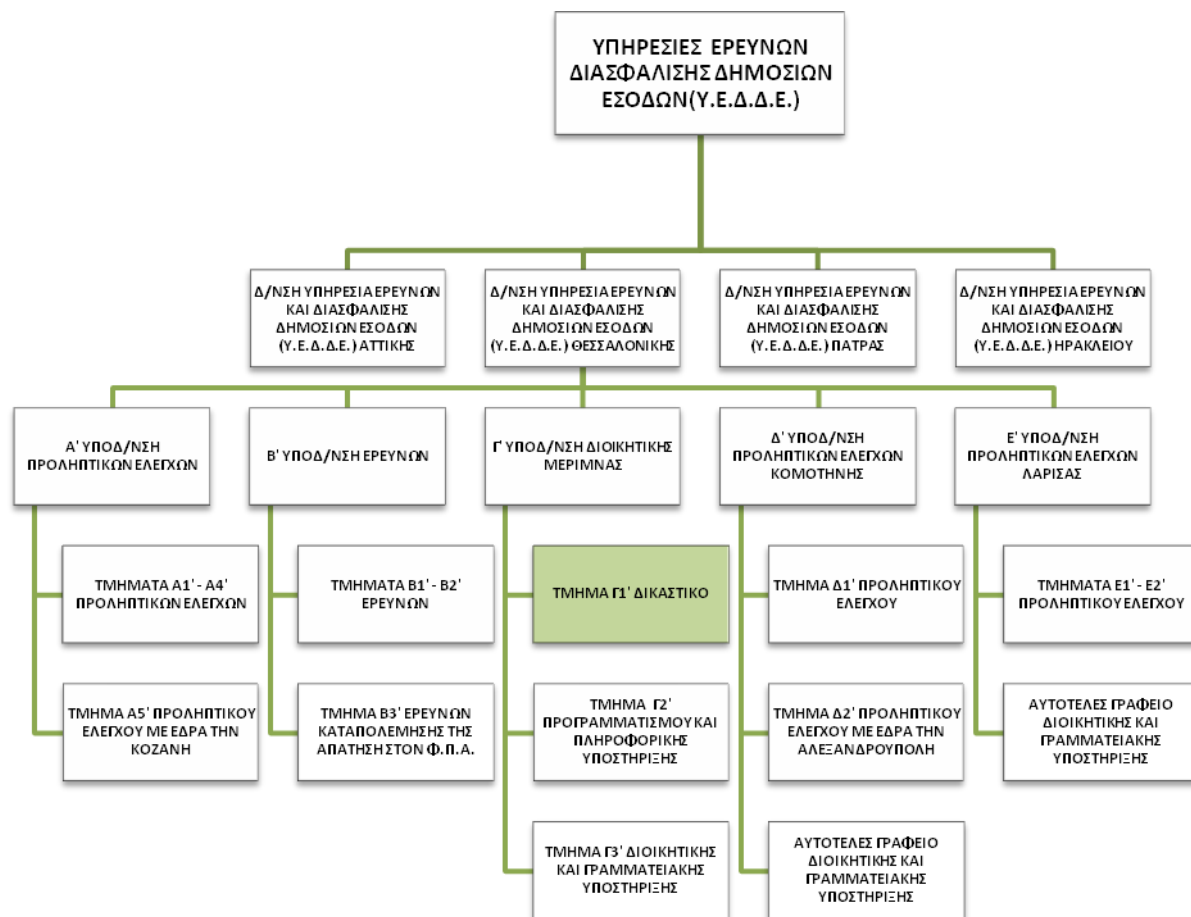 ΥΠΗΡΕΣΙΕΣ ΕΡΕΥΝΩΝ
ΔΙΑΣΦΑΛΙΣΗΣ ΔΗΜΟΣΙΩΝ
ΕΣΟΔΩΝ(Υ.Ε.Δ.Δ.Ε.)
Δ/ΝΣΗ ΥΠΗΡΕΣΙΑ ΕΡΕΥΝΩΝ
ΚΑΙ ΔΙΑΣΦΑΛΙΣΗΣ
ΔΗΜΟΣΙΩΝ ΕΣΟΔΩΝ
(Υ.Ε.Δ.Δ.Ε.) ΑΤΤΙΚΗΣ
Δ/ΝΣΗ ΥΠΗΡΕΣΙΑ ΕΡΕΥΝΩΝ
ΚΑΙ ΔΙΑΣΦΑΛΙΣΗΣ
ΔΗΜΟΣΙΩΝ ΕΣΟΔΩΝ
(Υ.Ε.Δ.Δ.Ε.) ΘΕΣΣΑΛΟΝΙΚΗΣ
Δ/ΝΣΗ ΥΠΗΡΕΣΙΑ ΕΡΕΥΝΩΝ
ΚΑΙ ΔΙΑΣΦΑΛΙΣΗΣ
ΔΗΜΟΣΙΩΝ ΕΣΟΔΩΝ
(Υ.Ε.Δ.Δ.Ε.) ΠΑΤΡΑΣ
Δ/ΝΣΗ ΥΠΗΡΕΣΙΑ ΕΡΕΥΝΩΝ
ΚΑΙ ΔΙΑΣΦΑΛΙΣΗΣ
ΔΗΜΟΣΙΩΝ ΕΣΟΔΩΝ
(Υ.Ε.Δ.Δ.Ε.) ΗΡΑΚΛΕΙΟΥ
Α' ΥΠΟΔ/ΝΣΗ
ΠΡΟΛΗΠΤΙΚΩΝ ΕΛΕΓΧΩΝ
Β' ΥΠΟΔ/ΝΣΗ ΕΡΕΥΝΩΝ
Γ' ΥΠΟΔ/ΝΣΗ ΔΙΟΙΚΗΤΙΚΗΣ
ΜΕΡΙΜΝΑΣ
Δ' ΥΠΟΔ/ΝΣΗ
ΠΡΟΛΗΠΤΙΚΩΝ ΕΛΕΓΧΩΝ
ΚΟΜΟΤΗΝΗΣ
Ε' ΥΠΟΔ/ΝΣΗ
ΠΡΟΛΗΠΤΙΚΩΝ ΕΛΕΓΧΩΝ
ΛΑΡΙΣΑΣ
ΤΜΗΜΑΤΑ Α1' - Α4'
ΠΡΟΛΗΠΤΙΚΩΝ ΕΛΕΓΧΩΝ
ΤΜΗΜΑΤΑ Β1' - Β2'
ΕΡΕΥΝΩΝ
ΤΜΗΜΑ Γ1' ΔΙΚΑΣΤΙΚΟ
ΤΜΗΜΑ Δ1' ΠΡΟΛΗΠΤΙΚΟΥ
ΕΛΕΓΧΟΥ
ΤΜΗΜΑΤΑ Ε1' - Ε2'
ΠΡΟΛΗΠΤΙΚΟΥ ΕΛΕΓΧΟΥ
ΤΜΗΜΑ Α5' ΠΡΟΛΗΠΤΙΚΟΥ
ΕΛΕΓΧΟΥ ΜΕ ΕΔΡΑ ΤΗΝ
ΚΟΖΑΝΗ
ΤΜΗΜΑ Β3' ΕΡΕΥΝΩΝ
ΚΑΤΑΠΟΛΕΜΗΣΗΣ ΤΗΣ
ΑΠΑΤΗΣΗ ΣΤΟΝ Φ.Π.Α.
ΤΜΗΜΑ Γ2'
ΠΡΟΓΡΑΜΜΑΤΙΣΜΟΥ ΚΑΙ
ΠΛΗΡΟΦΟΡΙΚΗΣ
ΥΠΟΣΤΗΡΙΞΗΣ
ΤΜΗΜΑ Δ2' ΠΡΟΛΗΠΤΙΚΟΥ
ΕΛΕΓΧΟΥ ΜΕ ΕΔΡΑ ΤΗΝ
ΑΛΕΞΑΝΔΡΟΥΠΟΛΗ
ΑΥΤΟΤΕΛΕΣ ΓΡΑΦΕΙΟ
ΔΙΟΙΚΗΤΙΚΗΣ ΚΑΙ
ΓΡΑΜΜΑΤΕΙΑΚΗΣ
ΥΠΟΣΤΗΡΙΞΗΣ
ΤΜΗΜΑ Γ3' ΔΙΟΙΚΗΤΙΚΗΣ
ΚΑΙ ΓΡΑΜΜΑΤΕΙΑΚΗΣ
ΥΠΟΣΤΗΡΙΞΗΣ
ΑΥΤΟΤΕΛΕΣ ΓΡΑΦΕΙΟ
ΔΙΟΙΚΗΤΙΚΗΣ ΚΑΙ
ΓΡΑΜΜΑΤΕΙΑΚΗΣ
ΥΠΟΣΤΗΡΙΞΗΣ